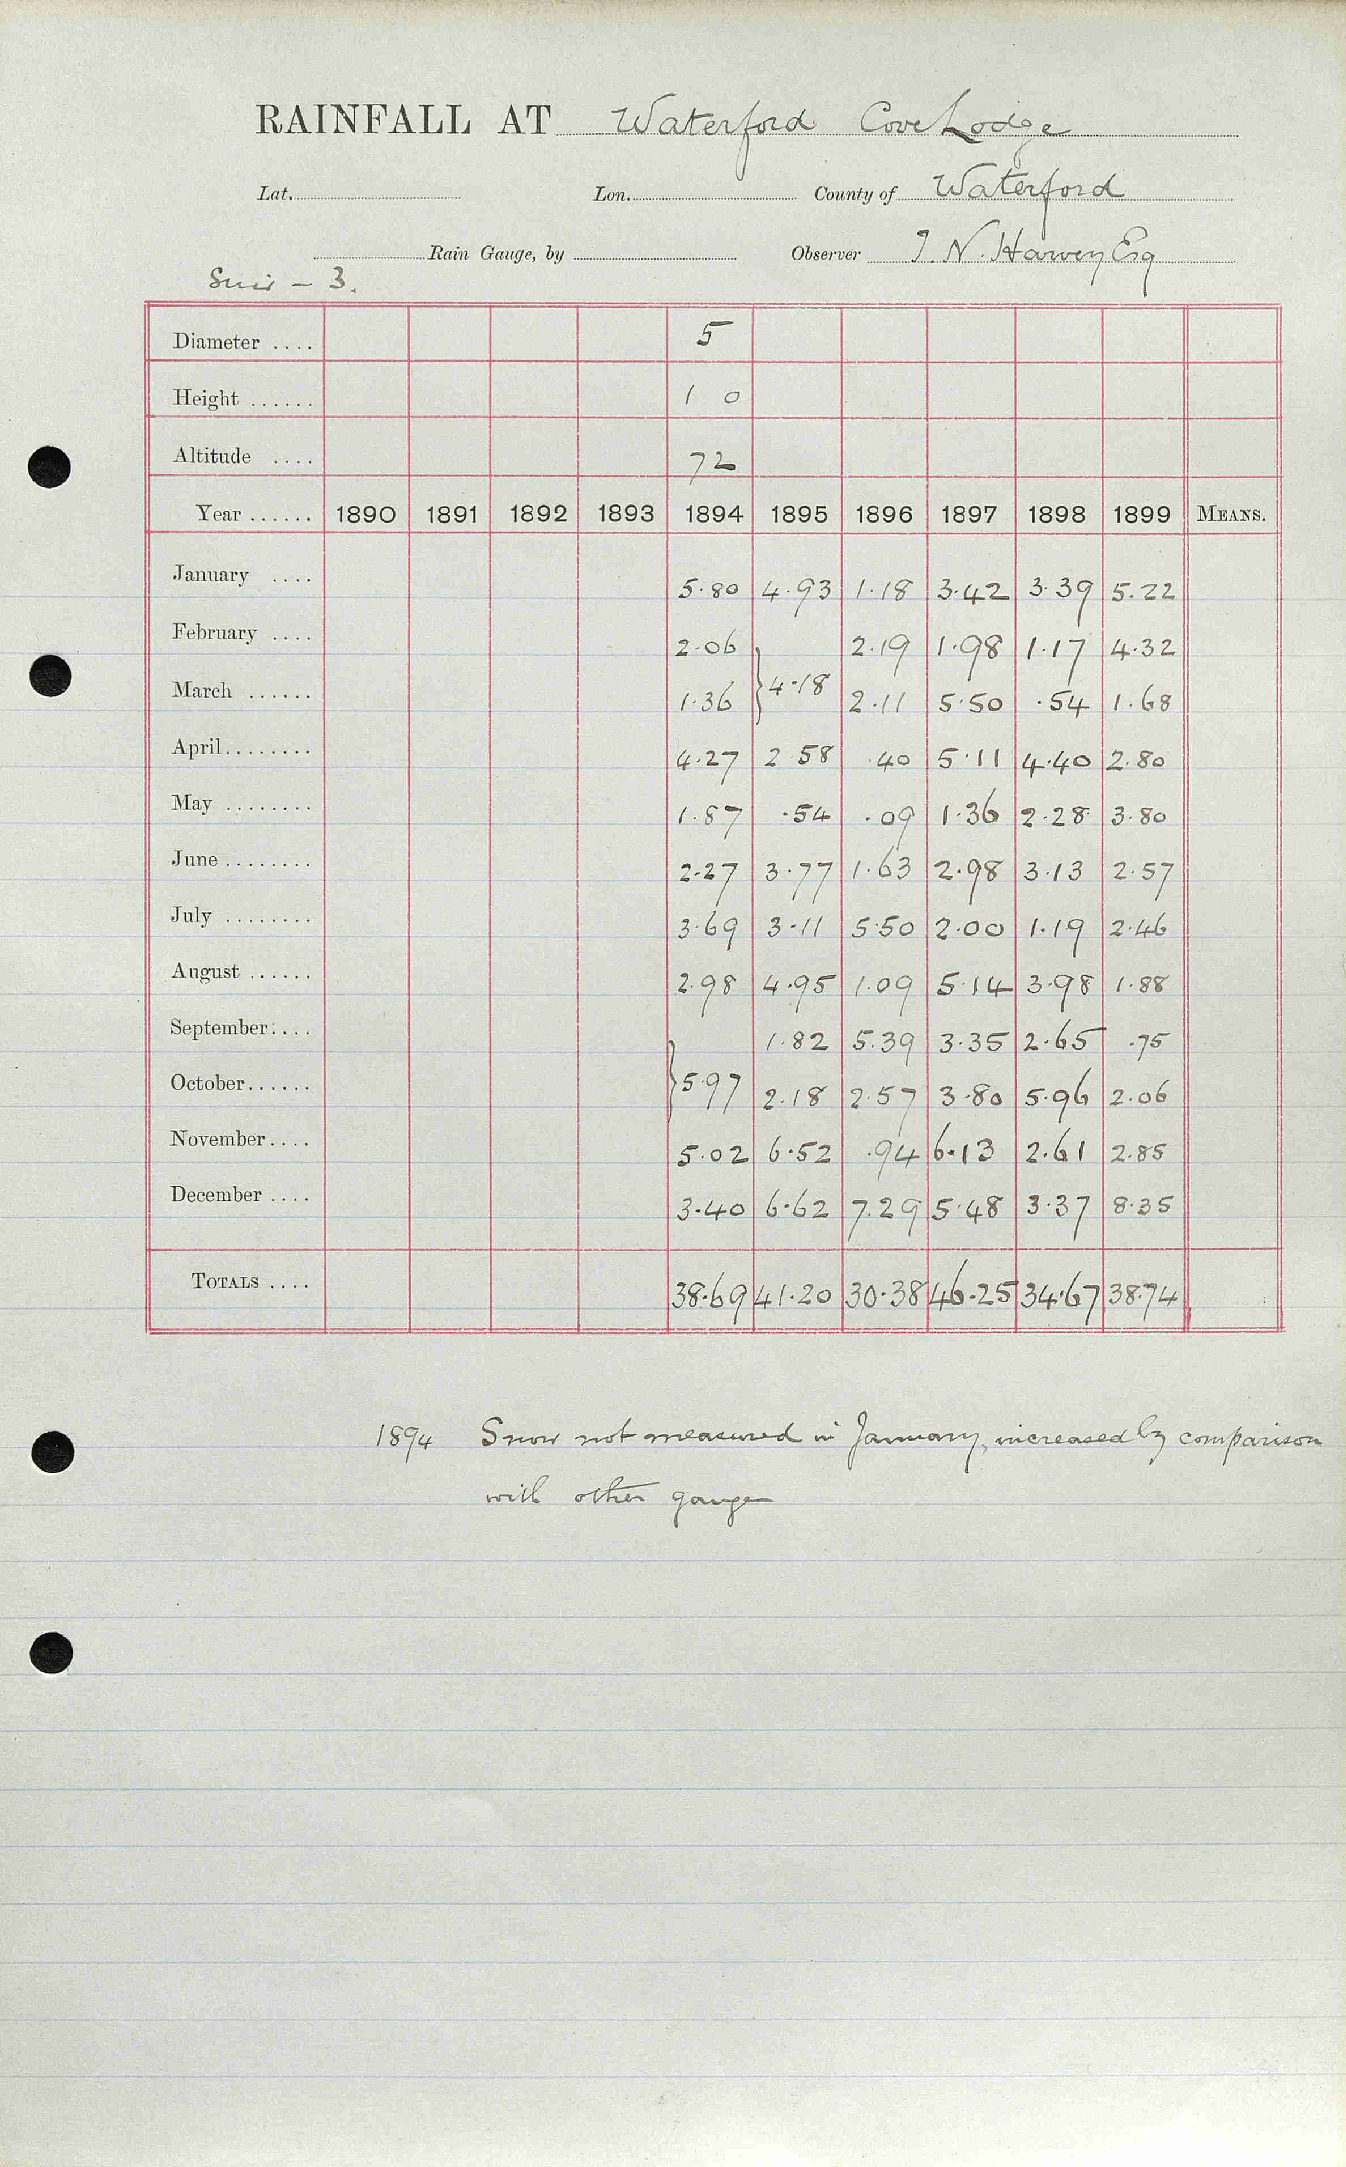 RAINFALL AT Waterford Cove Lodge
Lat. Lon. County of Waterford
Rain Gauge, by Observer J. N. Harvey Esq
Suir - 3.
Diameter .... 5
Height ...... 1 0
Altitude .... 72
Year ...... 1890 1891 1892 1893 1894 1895 1896 1897 1898 1899 MEANS.
January .... 5.80 4.93 1.18 3.42 3.39 5.22
February .... 2.06 2.19 1.98 1.17 4.32
March ...... 1.36 } 4.18 2.11 5.50 .54 1.68
April........ 4.27 2 58 .40 5.11 4.40 2.80
May ........ 1.87 .54 .09 1.36 2.28 3.80
June ........ 2.27 3.77 1.63 2.98 3.13 2.57
July ........ 3.69 3.11 5.50 2.00 1.19 2.46
August ...... 2.98 4.95 1.09 5.14 3.98 1.88
September.... 1.82 5.39 3.35 2.65 .75
October...... } 5.97 2.18 2.57 3.80 5.96 2.06
November.... 5.02 6.52 .94 6.13 2.61 2.85
December .... 3.40 6.62 7.29 5.48 3.37 8.35
TOTALS .... 38.69 41.20 30.38 46.25 34.67 38.74
1894 Snow not measured in January, increased by comparison
with other gauge